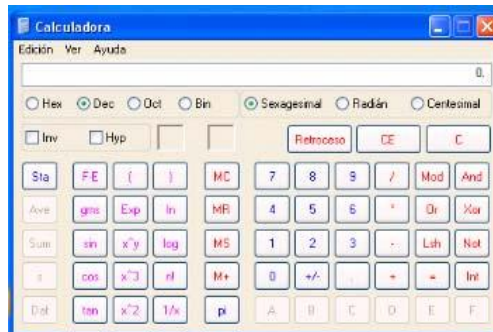 Calculadora
Edición Ver Ayuda
0.
Hex Dec Oct Bin Sexagesimal Radián Centesimal
Inv Hyp Retroceso CE C
Sta F-E ( ) MC 7 8 9 / Mod And
Ave gms Exp ln MR 4 5 6 * Or Xor
Sum sin x^y log MS 1 2 3 - Lsh Not
s cos x^3 n! M+ 0 +/- , + = Int
Dat tan x^2 1/x pi A B C D E F